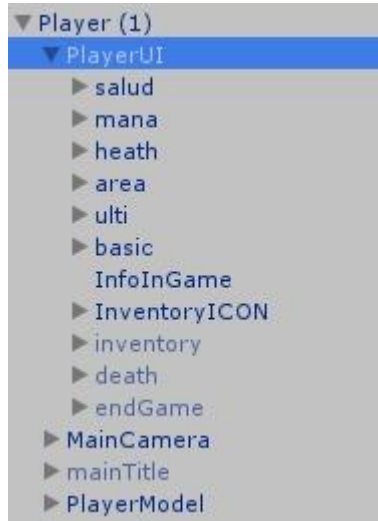 Player (1)
PlayerUI
salud
mana
heath
area
ulti
basic
InfoInGame
InventoryICON
inventory
death
endGame
MainCamera
mainTitle
PlayerModel